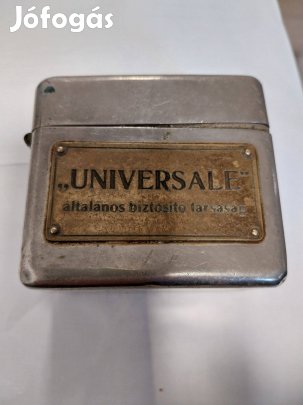 Jófogás
„UNIVERSALE"
általános biztosító társaság